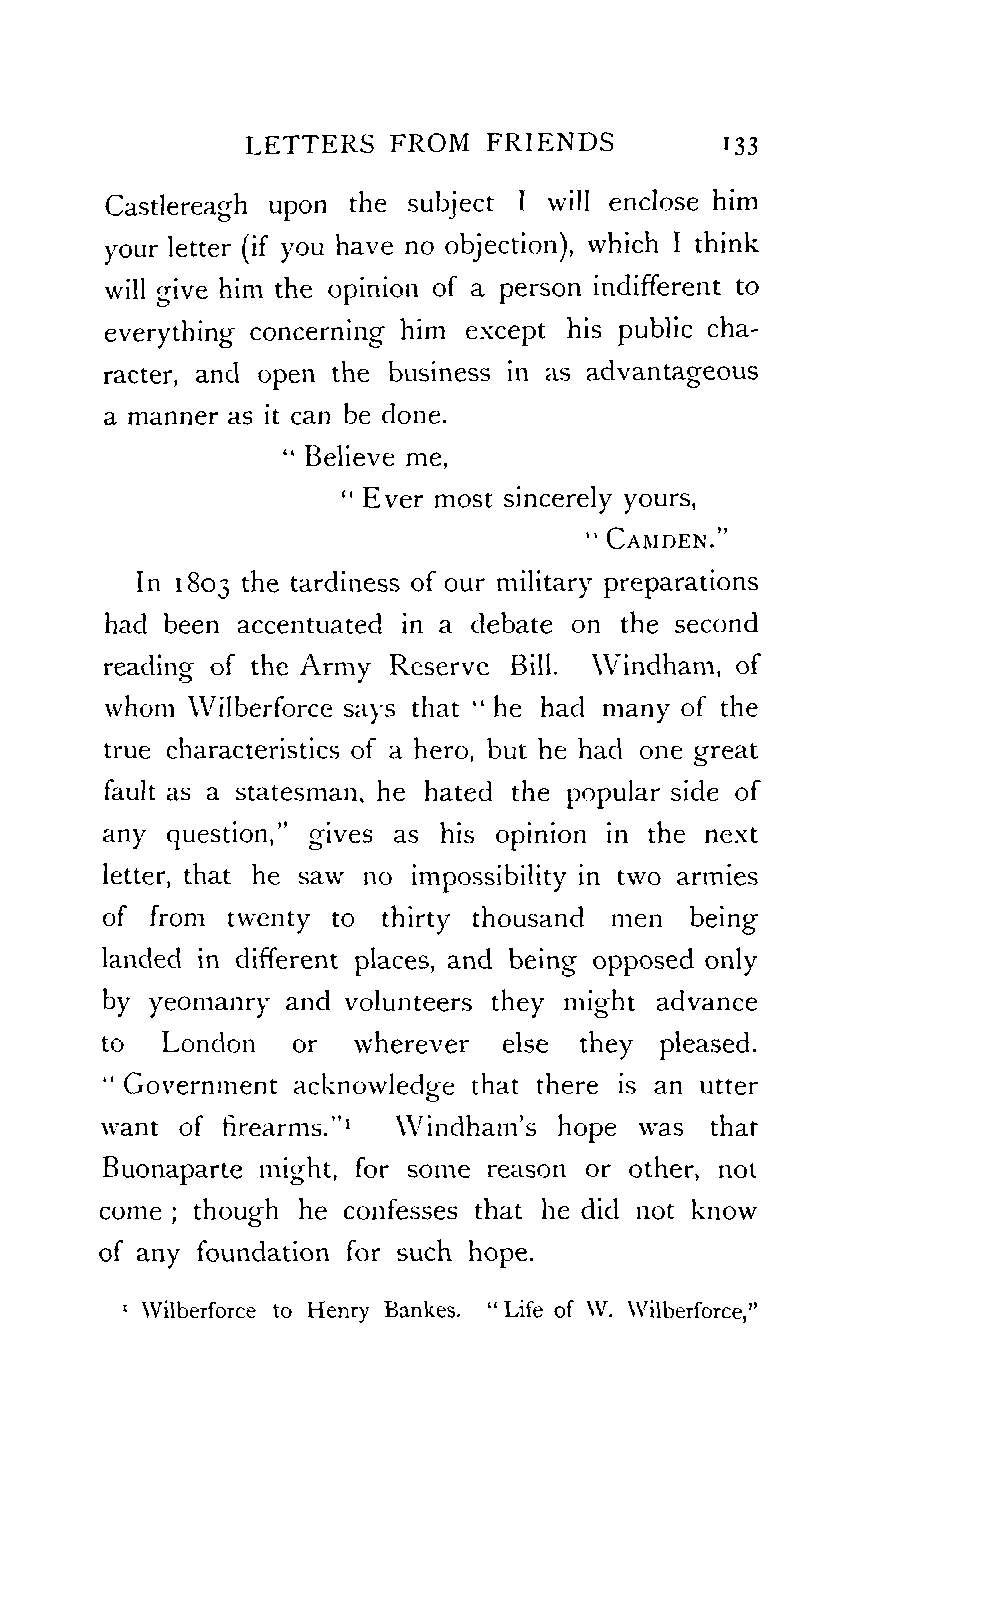 LETTERS FROM FRIENDS 133
Castlereagh upon the subject I will enclose him
your letter (if you have no objection), which I think
will give him the opinion of a person indifferent to
everything concerning him except his public cha-
racter, and open the business in as advantageous
a manner as it can be done.
“ Believe me,
“ Ever most sincerely yours,
“ CAMDEN.”
In 1803 the tardiness of our military preparations
had been accentuated in a debate on the second
reading of the Army Reserve Bill. Windham, of
whom Wilberforce says that “ he had many of the
true characteristics of a hero, but he had one great
fault as a statesman, he hated the popular side of
any question,” gives as his opinion in the next
letter, that he saw no impossibility in two armies
of from twenty to thirty thousand men being
landed in different places, and being opposed only
by yeomanry and volunteers they might advance
to London or wherever else they pleased.
“ Government acknowledge that there is an utter
want of firearms.”¹ Windham’s hope was that
Buonaparte might, for some reason or other, not
come ; though he confesses that he did not know
of any foundation for such hope.
¹ Wilberforce to Henry Bankes. “ Life of W. Wilberforce,”